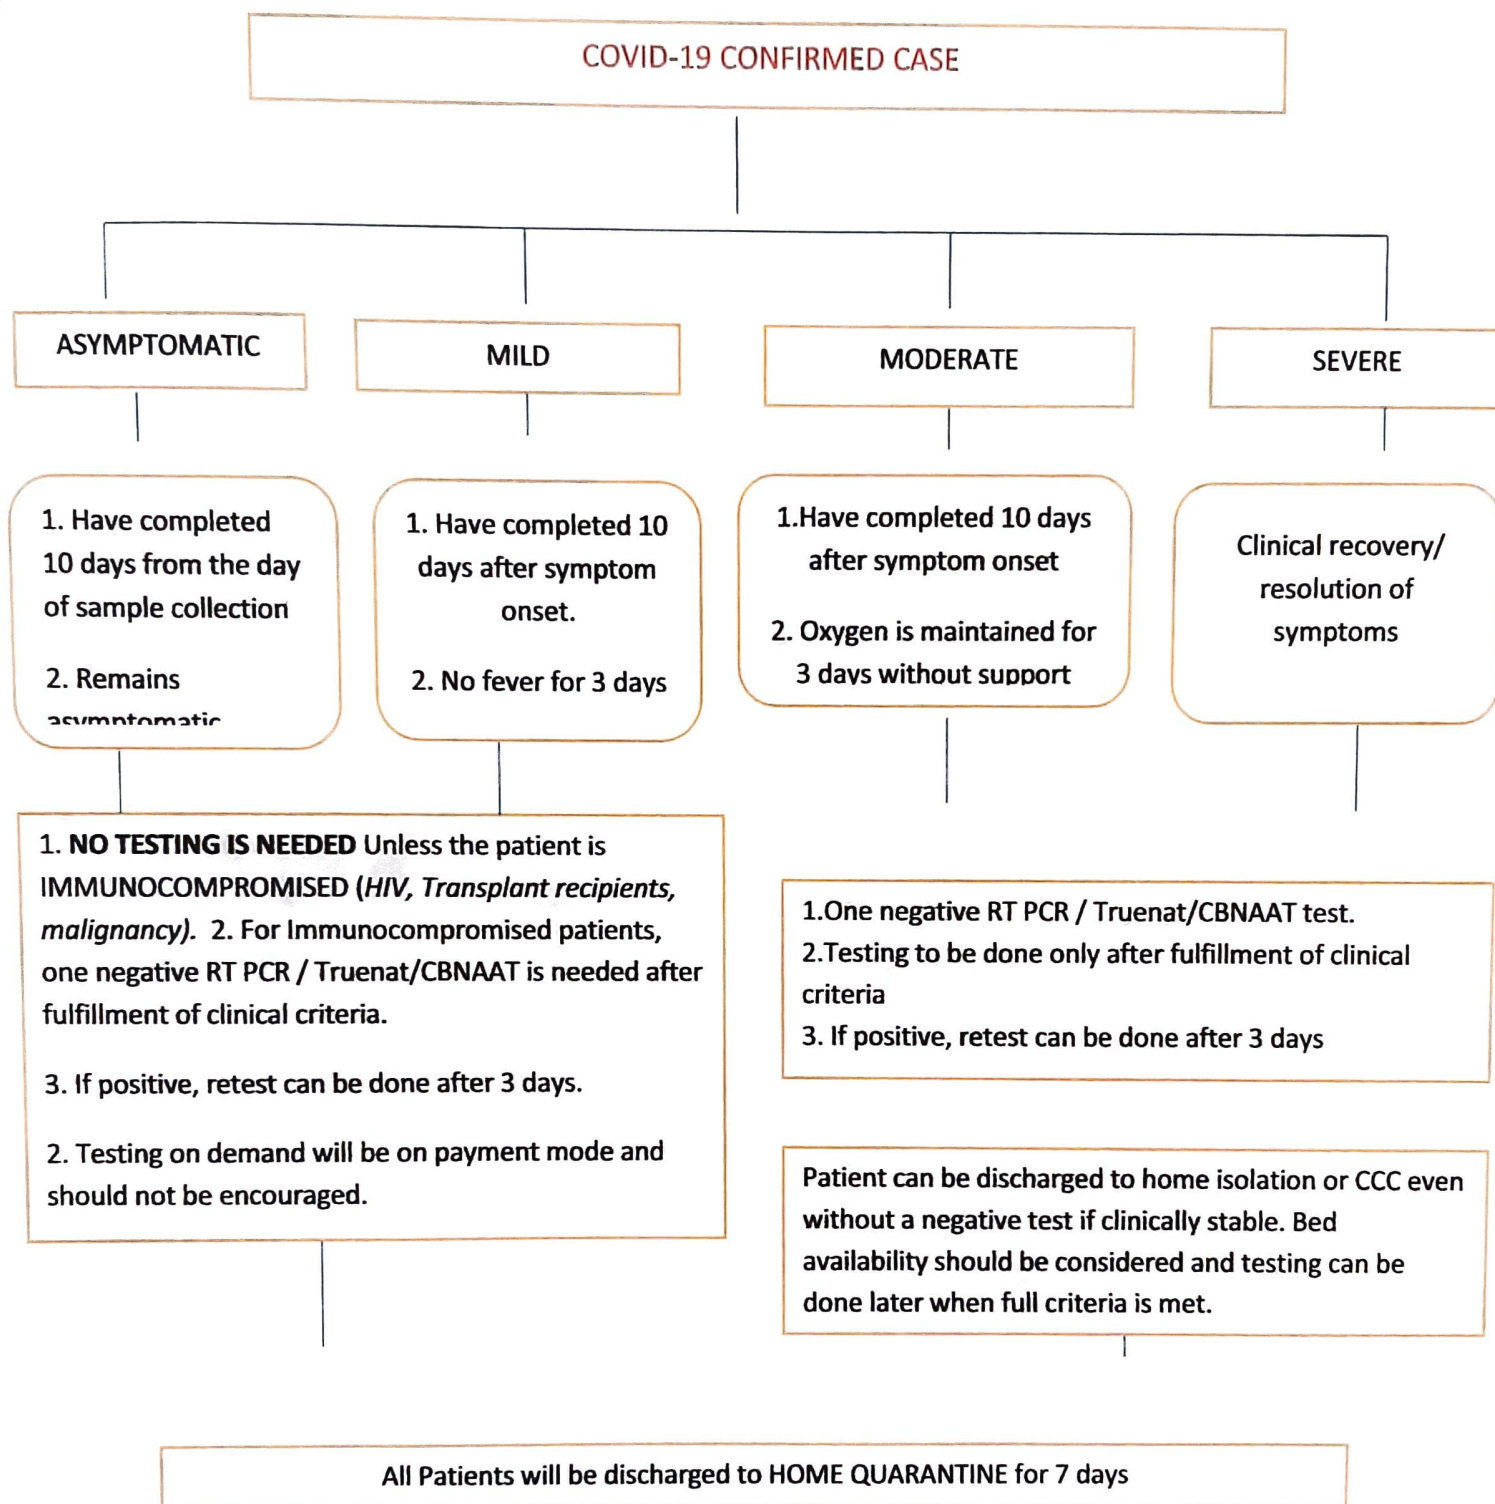 COVID-19 CONFIRMED CASE
ASYMPTOMATIC
MILD
MODERATE
SEVERE
1. Have completed
10 days from the day
of sample collection
2. Remains
asymptomatic
1. Have completed 10
days after symptom
onset.
2. No fever for 3 days
1.Have completed 10 days
after symptom onset
2. Oxygen is maintained for
3 days without support
Clinical recovery/
resolution of
symptoms
1. NO TESTING IS NEEDED Unless the patient is
IMMUNOCOMPROMISED (HIV, Transplant recipients,
malignancy). 2. For Immunocompromised patients,
one negative RT PCR / Truenat/CBNAAT is needed after
fulfillment of clinical criteria.
3. If positive, retest can be done after 3 days.
2. Testing on demand will be on payment mode and
should not be encouraged.
1.One negative RT PCR / Truenat/CBNAAT test.
2.Testing to be done only after fulfillment of clinical
criteria
3. If positive, retest can be done after 3 days
Patient can be discharged to home isolation or CCC even
without a negative test if clinically stable. Bed
availability should be considered and testing can be
done later when full criteria is met.
All Patients will be discharged to HOME QUARANTINE for 7 days